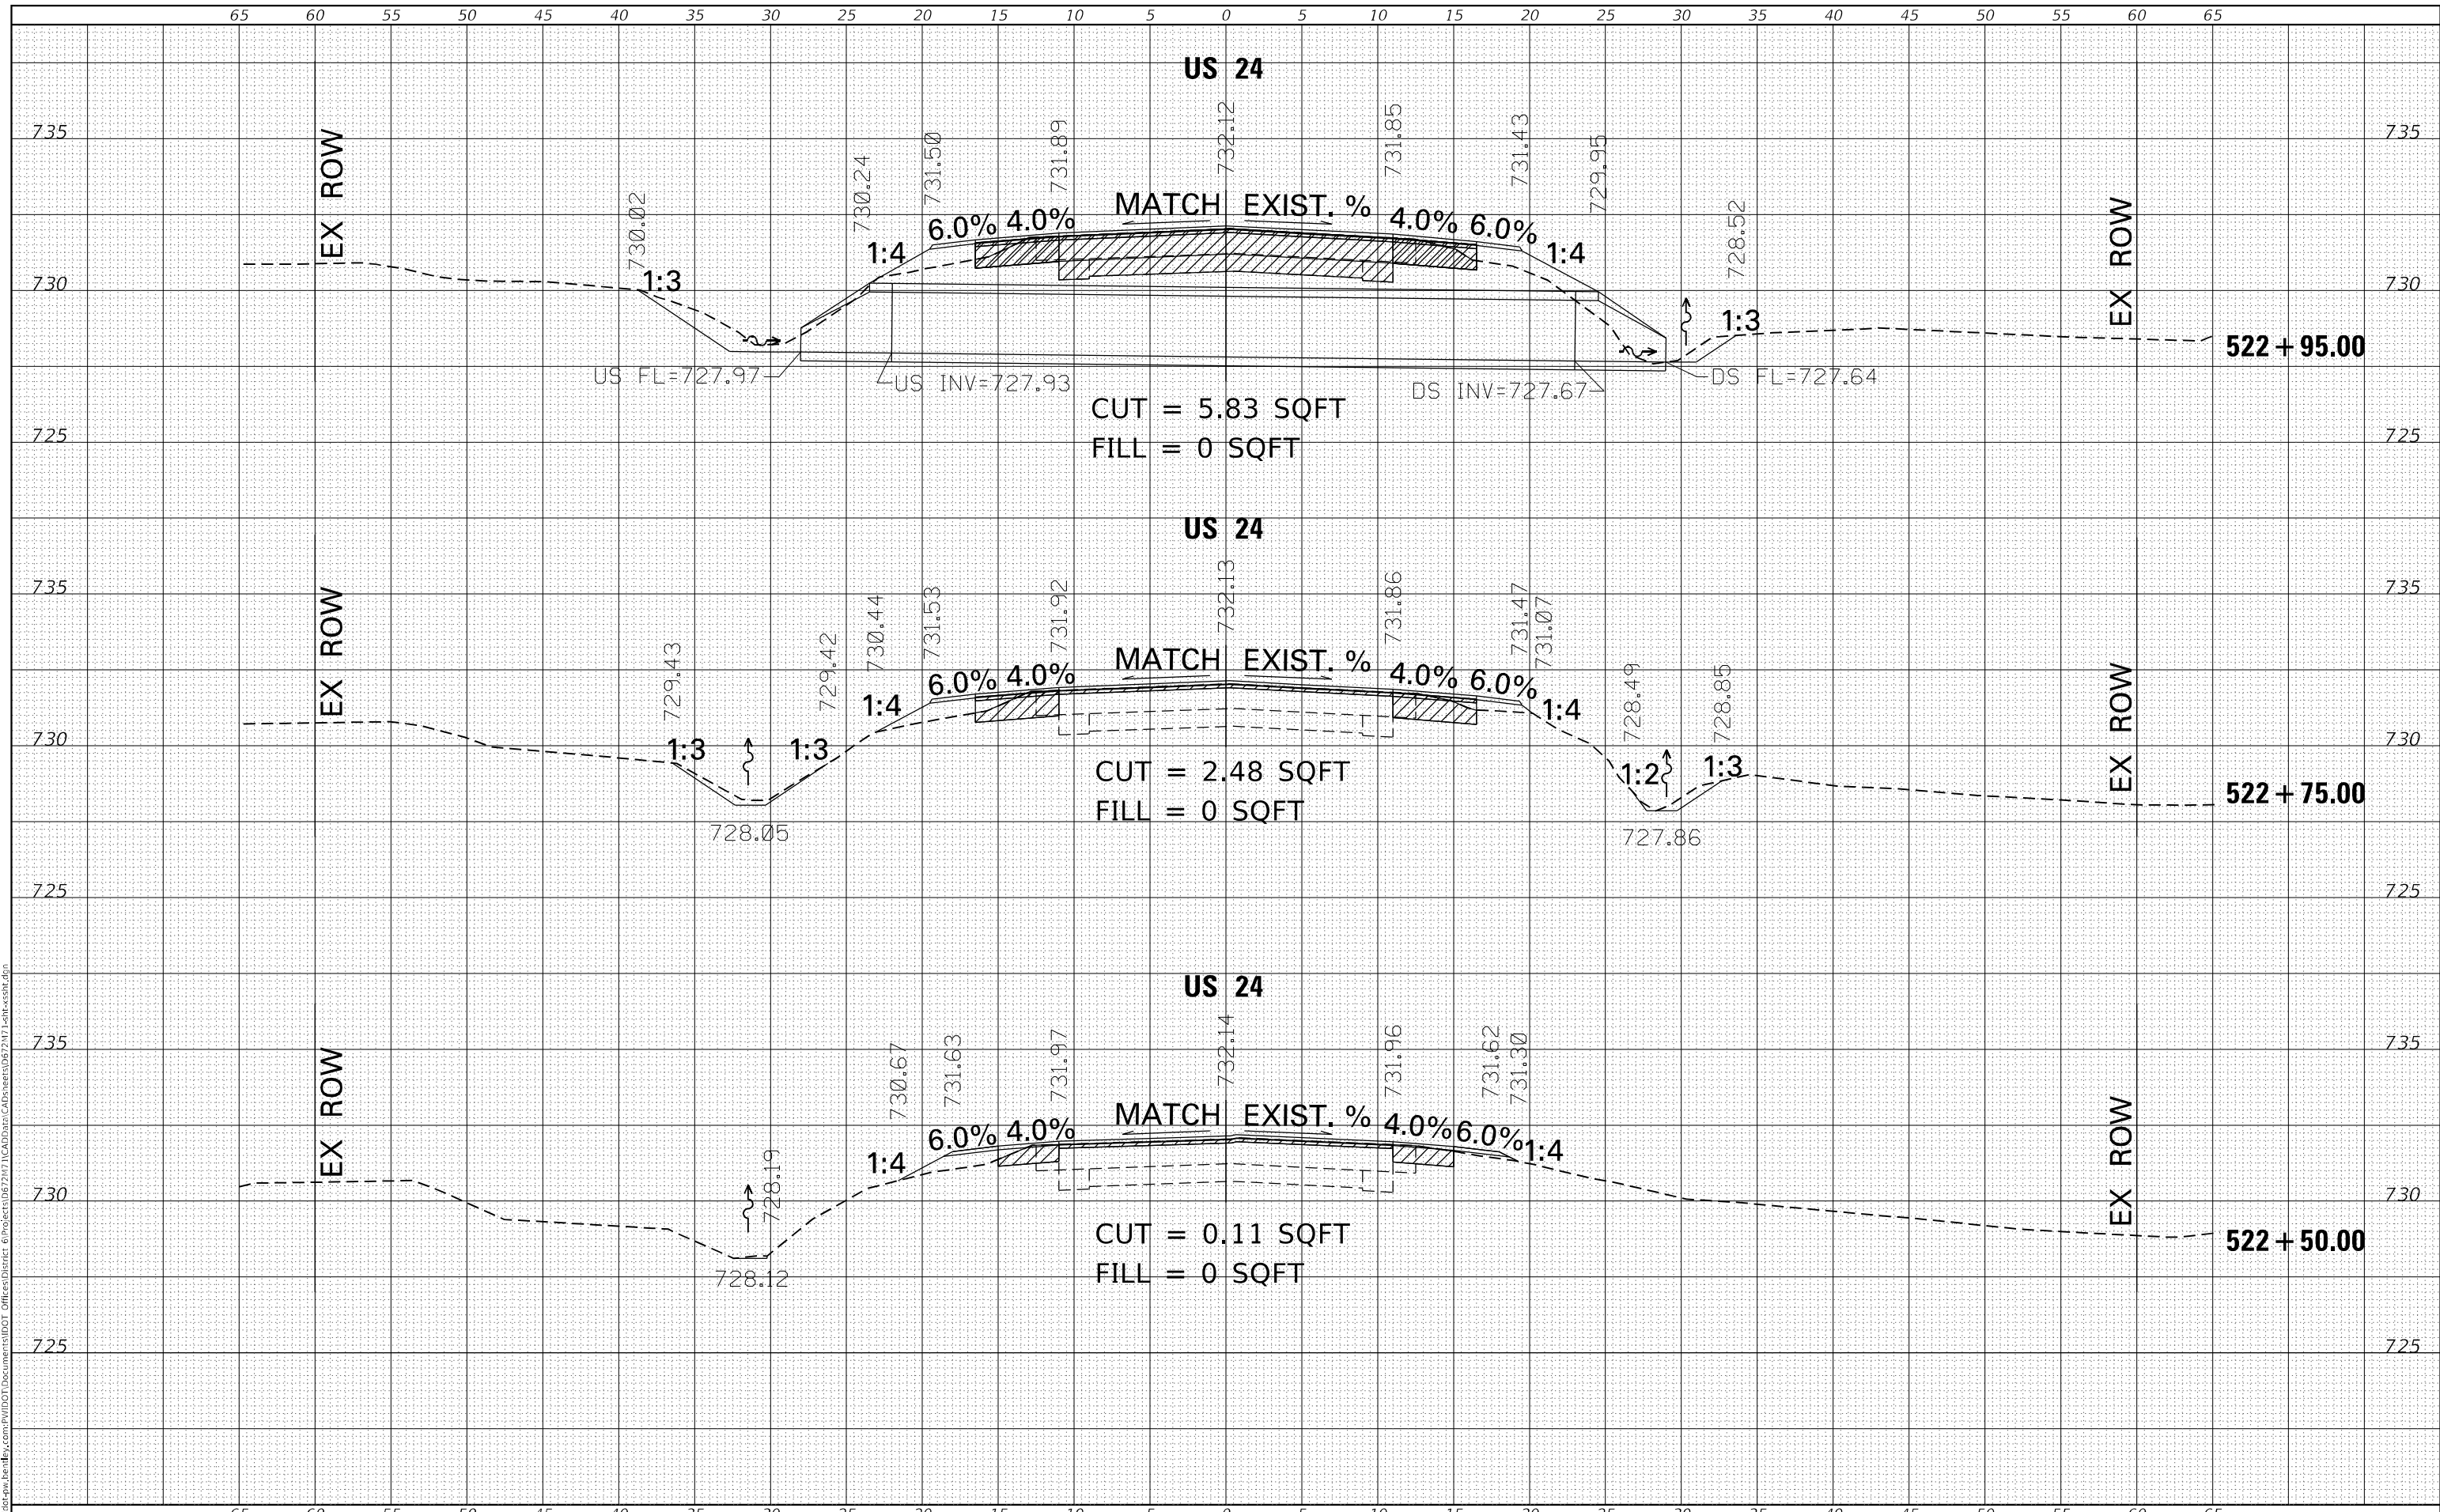 65 60 55 50 45 40 35 30 25 20 15 10 5 0 5 10 15 20 25 30 35 40 45 50 55 60 65
US 24
735 735
EX ROW
730.02
730.24
731.50
731.89
732.12
731.85
731.43
729.95
728.52
EX ROW
MATCH EXIST. %
1:3 1:4 6.0% 4.0% 4.0% 6.0% 1:4 1:3
730 730
522+95.00
US FL=727.97 US INV=727.93 DS INV=727.67 DS FL=727.64
CUT = 5.83 SQFT
FILL = 0 SQFT
725 725
US 24
735 735
EX ROW
729.43
729.42
730.44
731.53
731.92
732.13
731.86
731.47
731.07
728.49
728.85
EX ROW
MATCH EXIST. %
1:3 1:3 1:4 6.0% 4.0% 4.0% 6.0% 1:4 1:2 1:3
730 730
522+75.00
CUT = 2.48 SQFT
FILL = 0 SQFT
728.05 727.86
725 725
US 24
735 735
EX ROW
728.19
730.67
731.63
731.97
732.14
731.96
731.62
731.30
EX ROW
MATCH EXIST. %
1:4 6.0% 4.0% 4.0% 6.0% 1:4
730 730
522+50.00
CUT = 0.11 SQFT
FILL = 0 SQFT
728.12
725 725
65 60 55 50 45 40 35 30 25 20 15 10 5 0 5 10 15 20 25 30 35 40 45 50 55 60 65